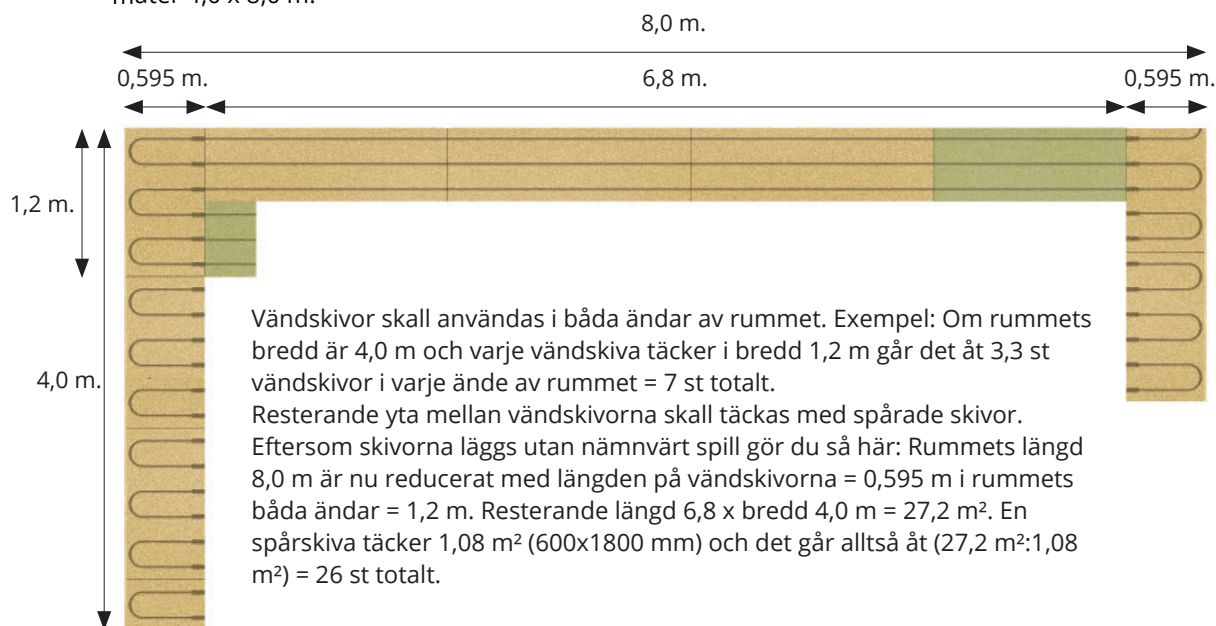 mäter 4,0 x 8,0 m.
8,0 m.
0,595 m.
6,8 m.
0,595 m.
1,2 m.
4,0 m.
Vändskivor skall användas i båda ändar av rummet. Exempel: Om rummets
bredd är 4,0 m och varje vändskiva täcker i bredd 1,2 m går det åt 3,3 st
vändskivor i varje ände av rummet = 7 st totalt.
Resterande yta mellan vändskivorna skall täckas med spårade skivor.
Eftersom skivorna läggs utan nämnvärt spill gör du så här: Rummets längd
8,0 m är nu reducerat med längden på vändskivorna = 0,595 m i rummets
båda ändar = 1,2 m. Resterande längd 6,8 x bredd 4,0 m = 27,2 m². En
spårskiva täcker 1,08 m² (600x1800 mm) och det går alltså åt (27,2 m²:1,08
m²) = 26 st totalt.